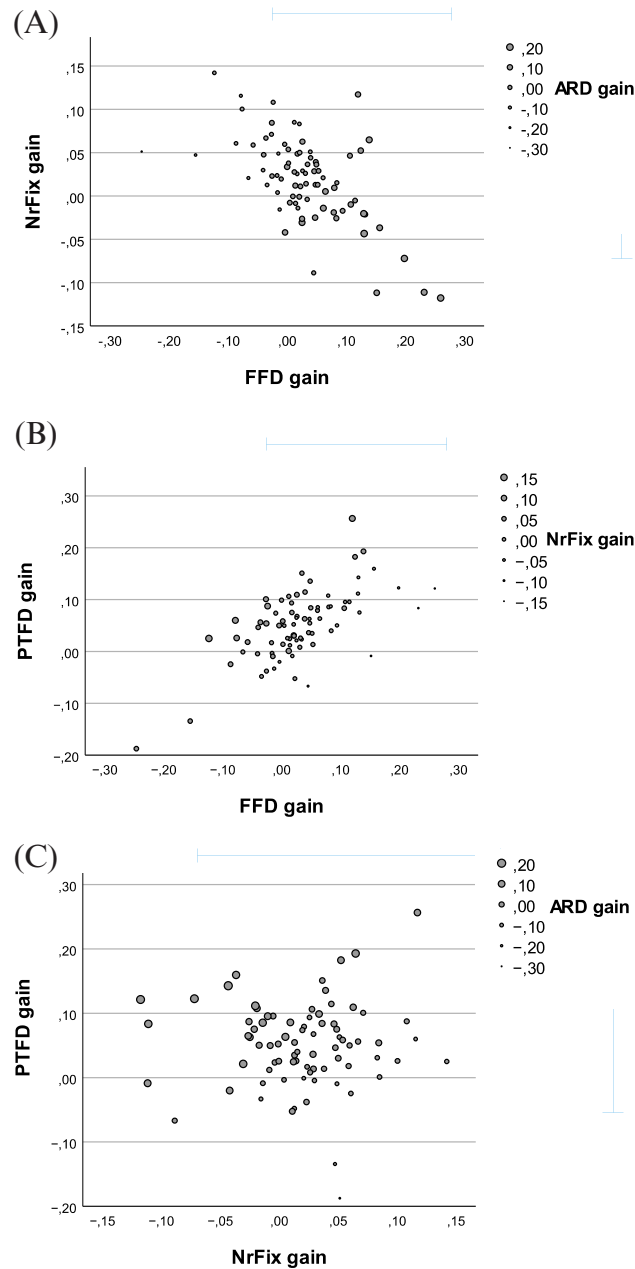 (A)
,15
,10
,05
,00
-,05
-,10
-,15
NrFix gain
-,30 -,20 -,10 ,00 ,10 ,20 ,30
FFD gain
,20
,10
,00
-,10
-,20
-,30
ARD gain
(B)
,30
,20
,10
,00
−,10
−,20
PTFD gain
−,30 −,20 −,10 ,00 ,10 ,20 ,30
FFD gain
,15
,10
,05
,00
−,05
−,10
−,15
NrFix gain
(C)
,30
,20
,10
,00
−,10
−,20
PTFD gain
−,15 −,10 −,05 ,00 ,05 ,10 ,15
NrFix gain
,20
,10
,00
−,10
−,20
−,30
ARD gain